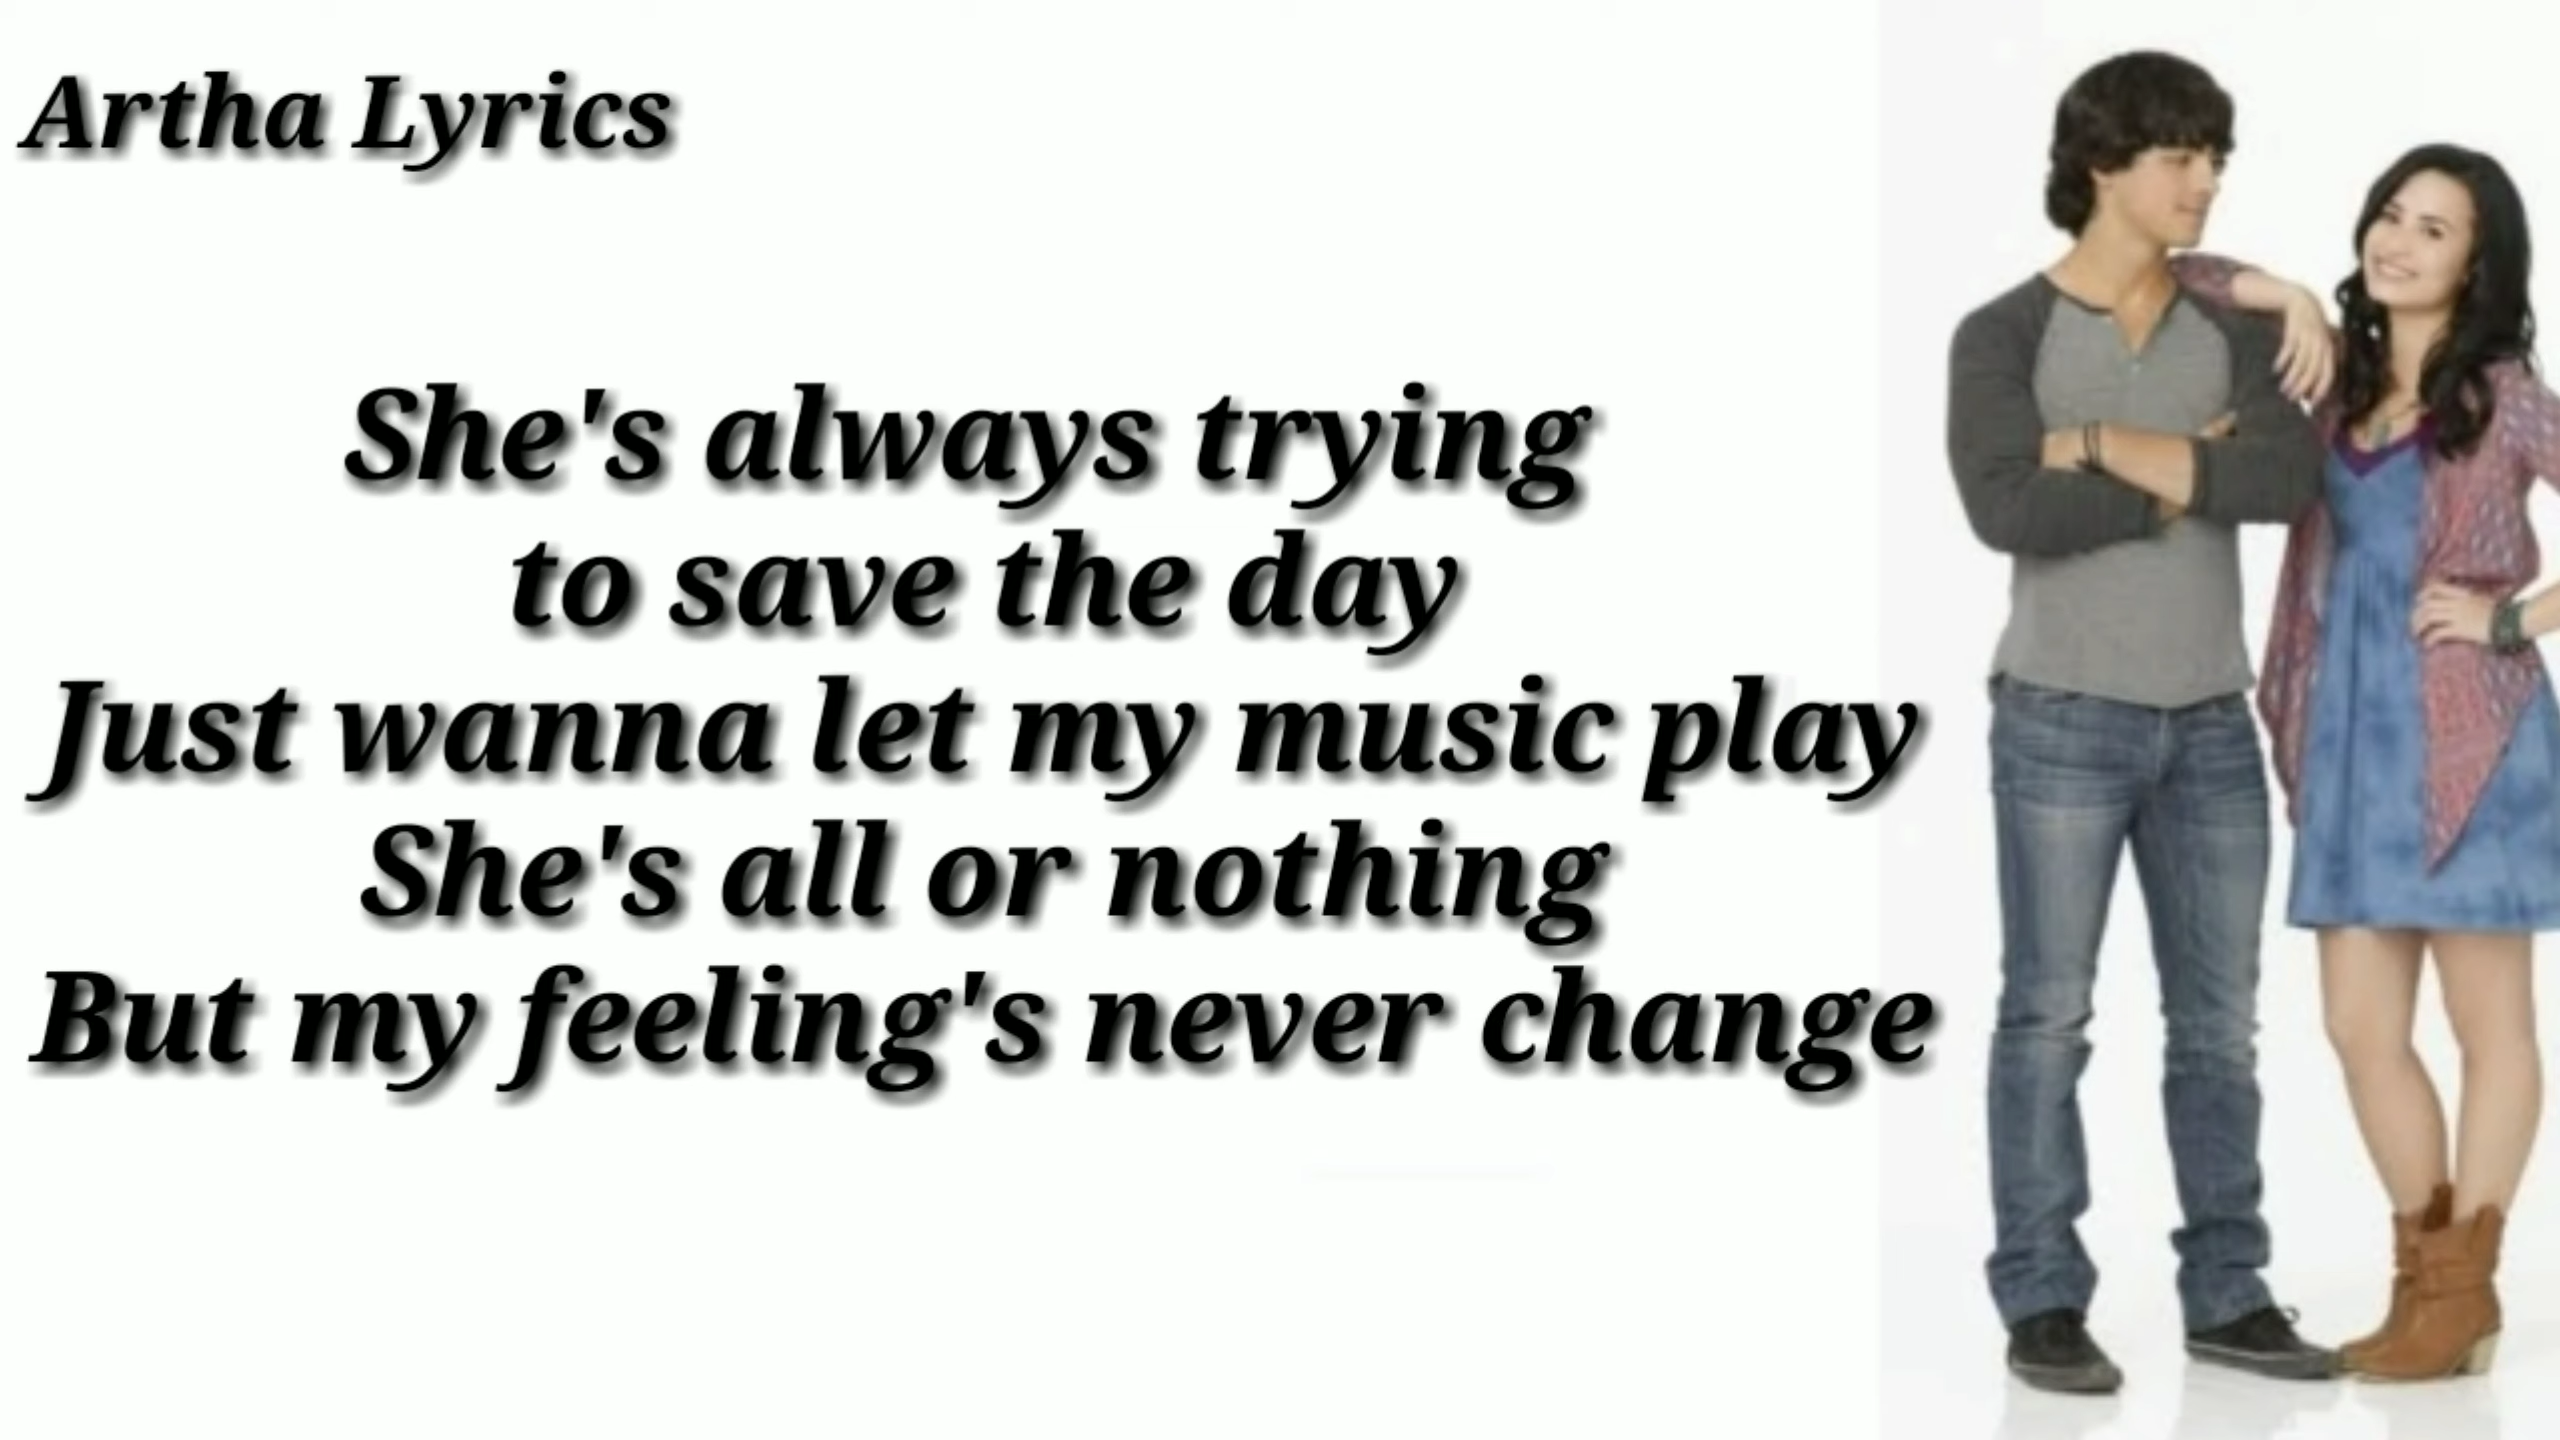 Artha Lyrics
She's always trying
to save the day
Just wanna let my music play
She's all or nothing
But my feeling's never change